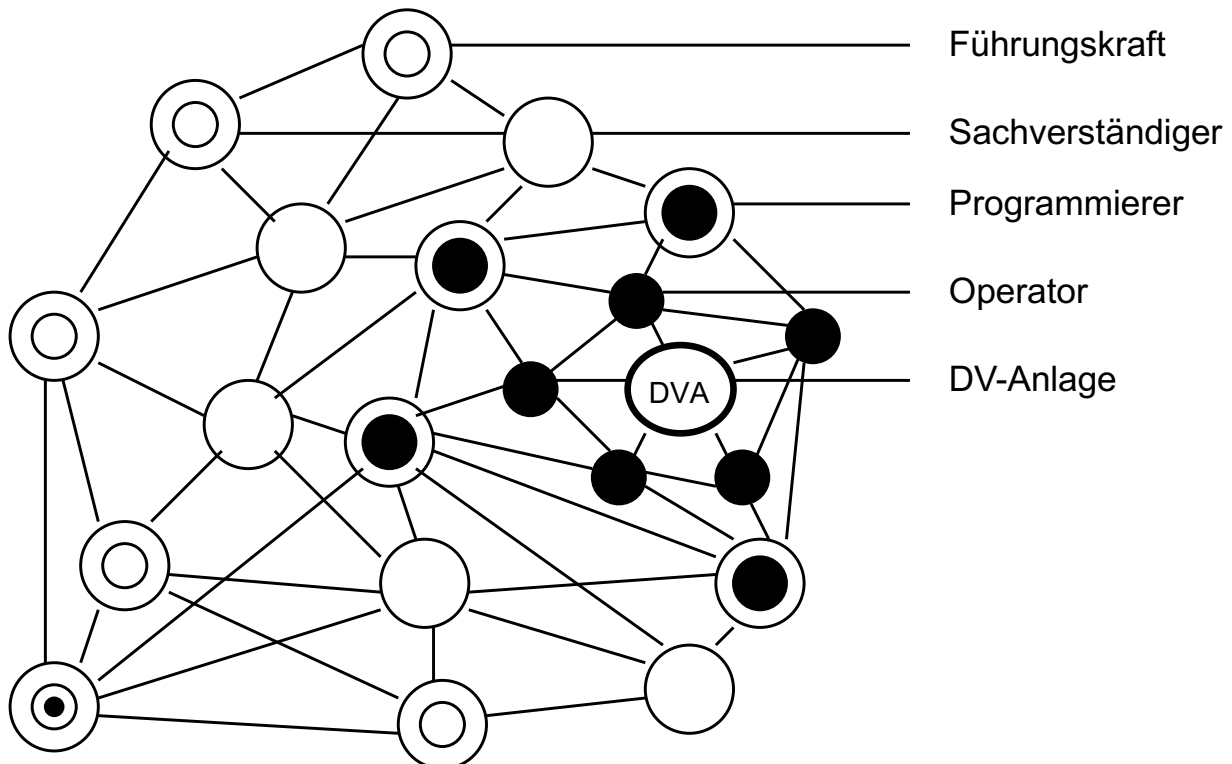 Führungskraft
Sachverständiger
Programmierer
Operator
DV-Anlage
DVA